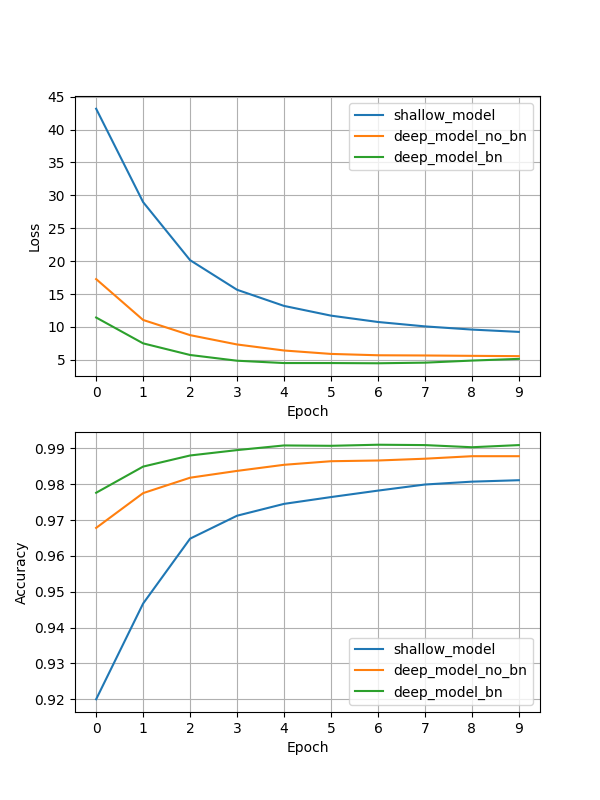 45
40
35
30
25
20
15
10
5
Loss
shallow_model
deep_model_no_bn
deep_model_bn
0 1 2 3 4 5 6 7 8 9
Epoch
0.99
0.98
0.97
0.96
0.95
0.94
0.93
0.92
Accuracy
shallow_model
deep_model_no_bn
deep_model_bn
0 1 2 3 4 5 6 7 8 9
Epoch